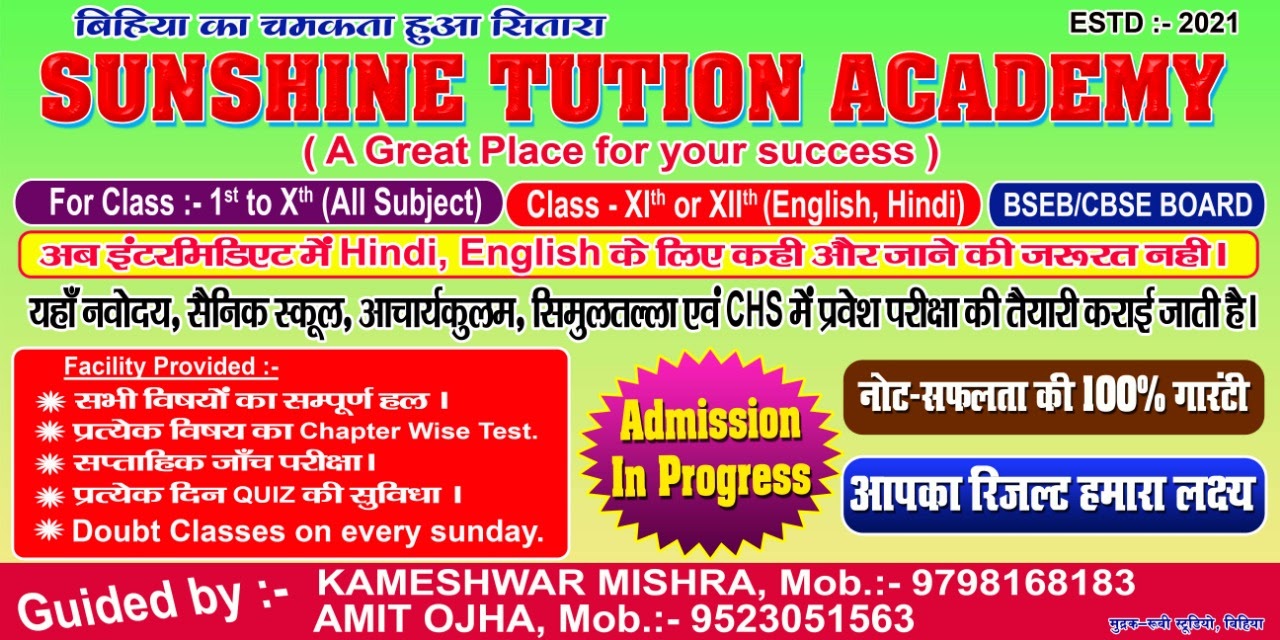 बिहिया का चमकता हुआ सितारा
ESTD :- 2021
SUNSHINE TUTION ACADEMY
( A Great Place for your success )
For Class :- 1st to Xth (All Subject)
Class - XIth or XIIth (English, Hindi)
BSEB/CBSE BOARD
अब इंटरमिडिएट में Hindi, English के लिए कही और जाने की जरूरत नही।
यहाँ नवोदय, सैनिक स्कूल, आचार्यकुलम, सिमुलतल्ला एवं CHS में प्रवेश परीक्षा की तैयारी कराई जाती है।
Facility Provided :-
सभी विषयों का सम्पूर्ण हल ।
प्रत्येक विषय का Chapter Wise Test.
सप्ताहिक जाँच परीक्षा।
प्रत्येक दिन QUIZ की सुविधा ।
Doubt Classes on every sunday.
Admission
In Progress
नोट-सफलता की 100% गारंटी
आपका रिजल्ट हमारा लक्ष्य
Guided by :-
KAMESHWAR MISHRA, Mob.:- 9798168183
AMIT OJHA, Mob.:- 9523051563
मुद्रक-रूवी स्टूडियो, विहिया